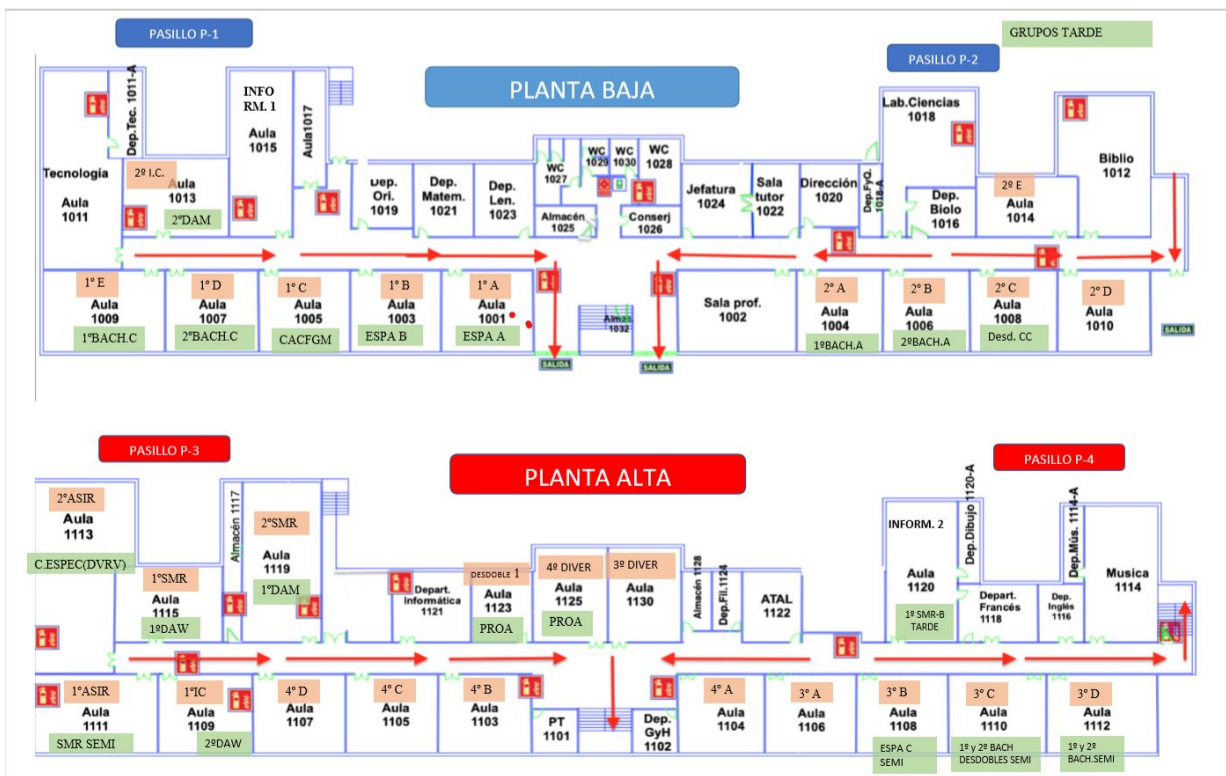 PASILLO P-1
GRUPOS TARDE
PASILLO P-2
PLANTA BAJA
Tecnología
Aula
1011
Dep.Tec. 1011-A
2º I.C.
Aula
1013
2ºDAM
INFO
RM. 1
Aula
1015
Aula1017
Dep.
Ori.
1019
Dep.
Matem.
1021
Dep.
Len.
1023
WC
1027
WC
1029
WC
1030
WC
1028
Almacén
1025
Conserj
1026
Jefatura
1024
Sala
tutor
1022
Dirección
1020
Dep.FyQ.
1018-A
Lab.Ciencias
1018
Dep.
Biolo
1016
2º E
Aula
1014
Biblio
1012
1º E
Aula
1009
1ºBACH.C
1º D
Aula
1007
2ºBACH.C
1º C
Aula
1005
CACFGM
1º B
Aula
1003
ESPA B
1º A
Aula
1001
ESPA A
SALIDA
Almac.
1032
SALIDA
Sala prof.
1002
2º A
Aula
1004
1ºBACH.A
2º B
Aula
1006
2ºBACH.A
2º C
Aula
1008
Desd. CC
2º D
Aula
1010
SALIDA
PASILLO P-3
PLANTA ALTA
PASILLO P-4
2ºASIR
Aula
1113
C.ESPEC(DVRV)
1ºSMR
Aula
1115
1ºDAW
Almacén 1117
2ºSMR
Aula
1119
1ºDAM
Depart.
Informática
1121
DESDOBLE 1
Aula
1123
PROA
4º DIVER
Aula
1125
PROA
3º DIVER
Aula
1130
Almacén 1128
Dep.Fil.1124
ATAL
1122
INFORM. 2
Aula
1120
1º SMR-B
TARDE
Dep.Dibujo 1120-A
Depart.
Francés
1118
Dep.
Inglés
1116
Dep.Mús. 1114-A
Musica
1114
1ºASIR
Aula
1111
SMR SEMI
1ºIC
Aula
1109
2ºDAW
4º D
Aula
1107
4º C
Aula
1105
4º B
Aula
1103
PT
1101
Dep.
GyH
1102
4º A
Aula
1104
3º A
Aula
1106
3º B
Aula
1108
ESPA C
SEMI
3º C
Aula
1110
1º y 2º BACH
DESDOBLES SEMI
3º D
Aula
1112
1º y 2º
BACH.SEMI